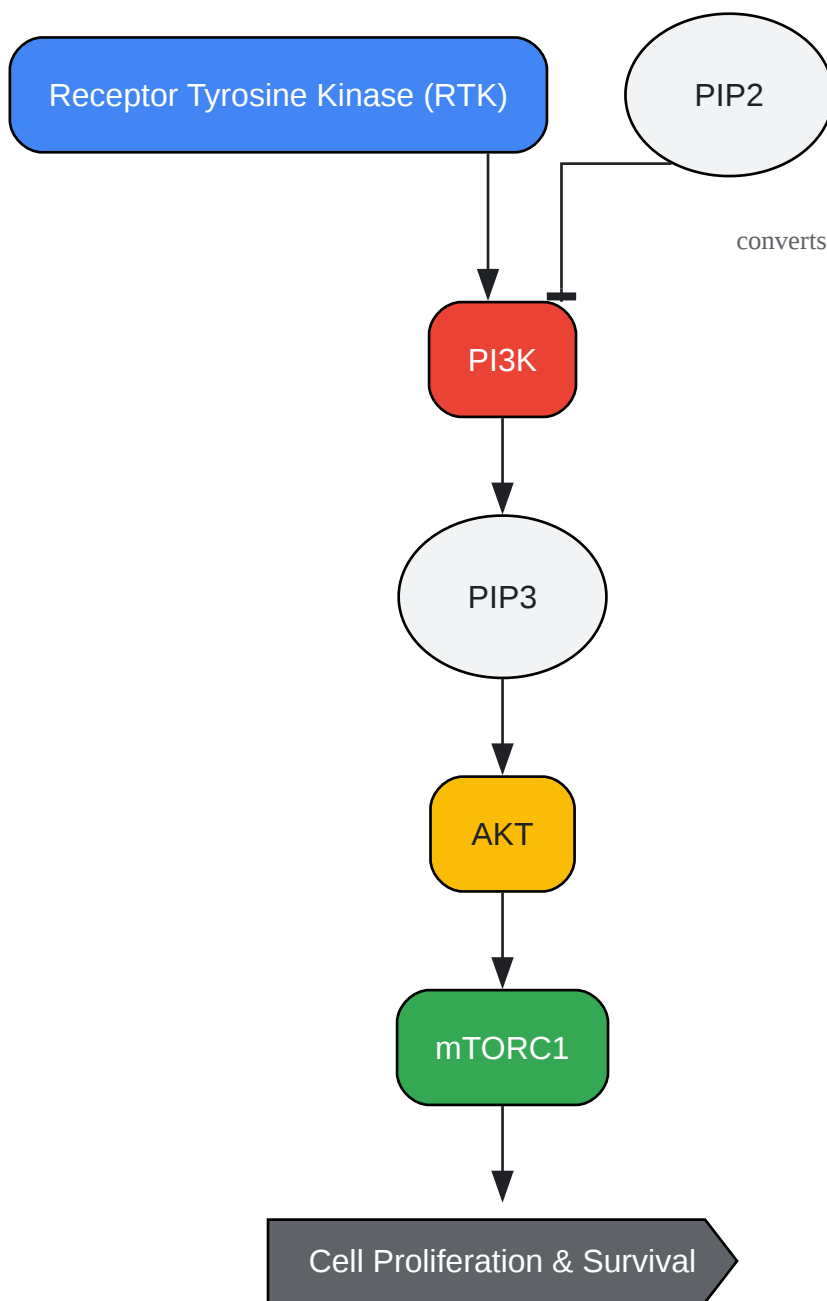 Receptor Tyrosine Kinase (RTK)
PIP2
converts
PI3K
PIP3
AKT
mTORC1
Cell Proliferation & Survival